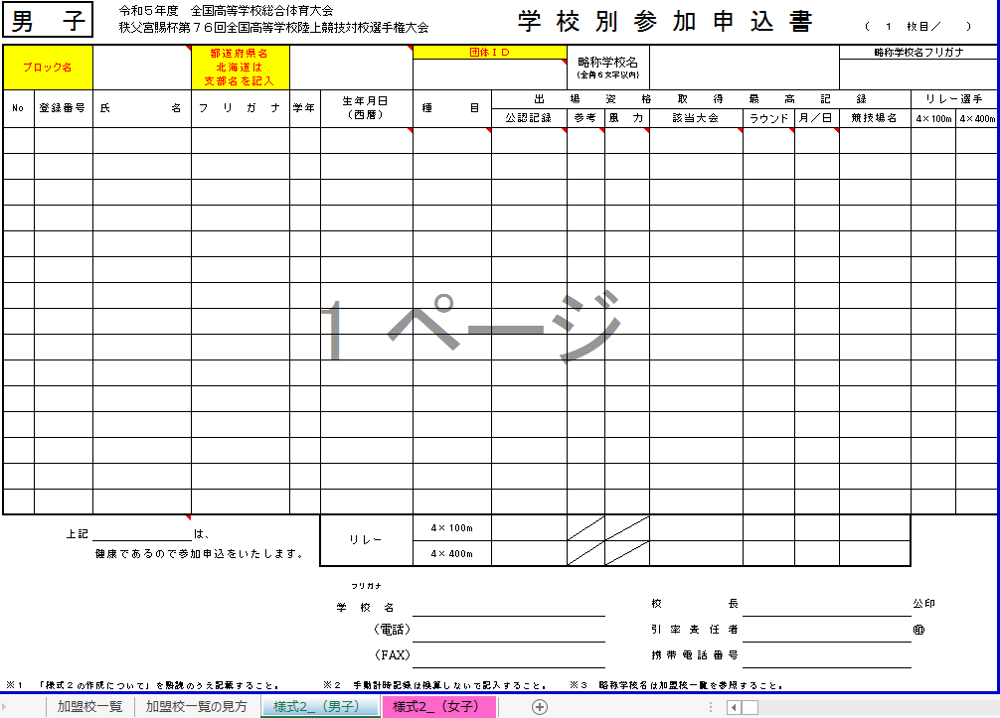 男 子
令和５年度 全国高等学校総合体育大会
秩父宮賜杯第７６回全国高等学校陸上競技対校選手権大会
学校別参加申込書
（ 1 枚目／ ）
ブロック名
都道府県名
北海道は
支部名を記入
団体ＩＤ
略称学校名
(全角６文字以内)
略称学校名フリガナ
No 登録番号 氏 名 フリガナ 学年 生年月日 種 目 出場資格取得最高記録 リレー選手
（西暦）
公認記録 参考 風力 該当大会 ラウンド 月／日 競技場名 4×100m 4×400m
1 ページ
上記 は、
健康であるので参加申込をいたします。
リレー
4×100m
4×400m
フリガナ
学 校 名
校 長 公印
（電話）
引率責任者 ㊞
（FAX）
携帯電話番号
※１ 「様式２の作成について」を熟読のうえ記載すること。 ※２ 手動計時記録は換算しないで記入すること。 ※３ 略称学校名は加盟校一覧を参照すること。
加盟校一覧 加盟校一覧の見方 様式2_（男子） 様式2_（女子）